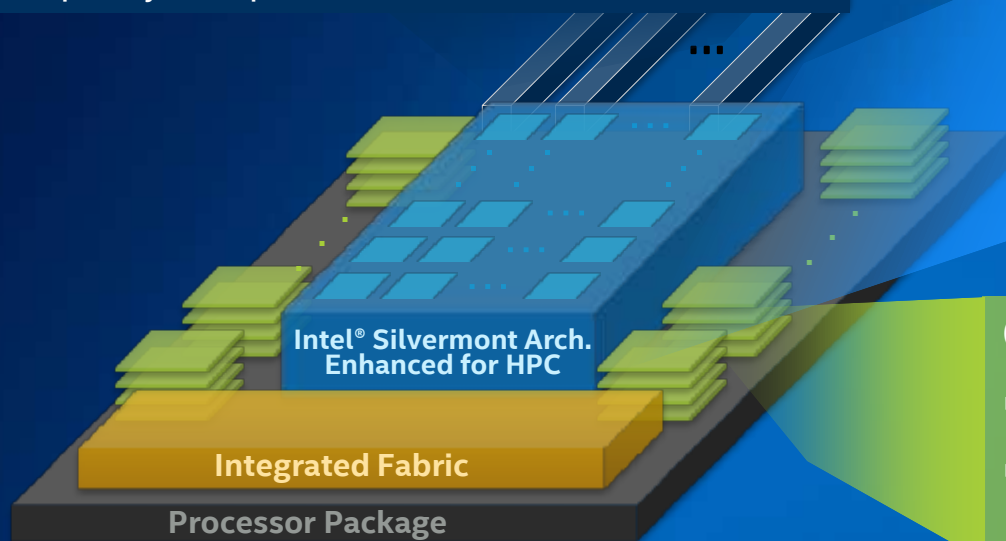 Intel® Silvermont Arch.
Enhanced for HPC
Integrated Fabric
Processor Package